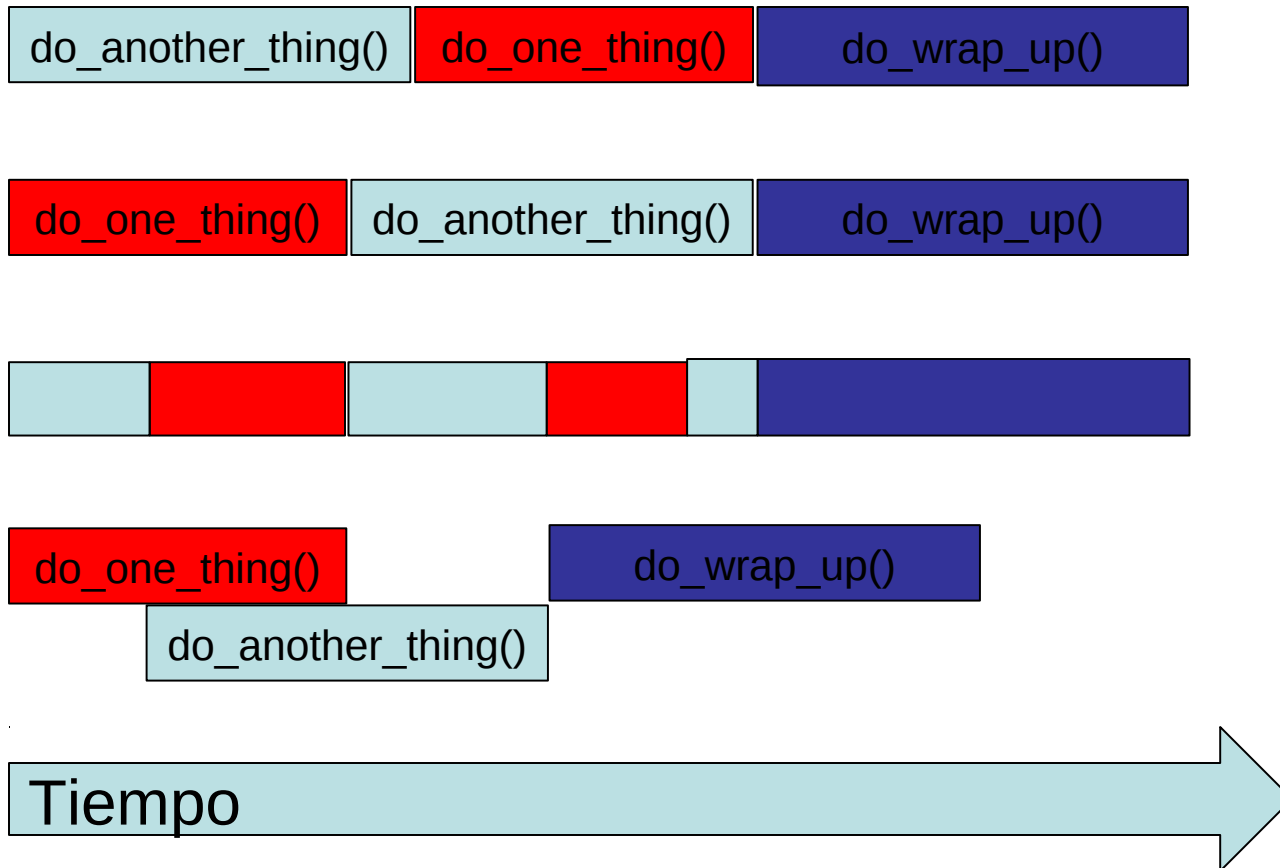 do_another_thing() do_one_thing() do_wrap_up()
do_one_thing() do_another_thing() do_wrap_up()
do_one_thing() do_wrap_up()
do_another_thing()
Tiempo